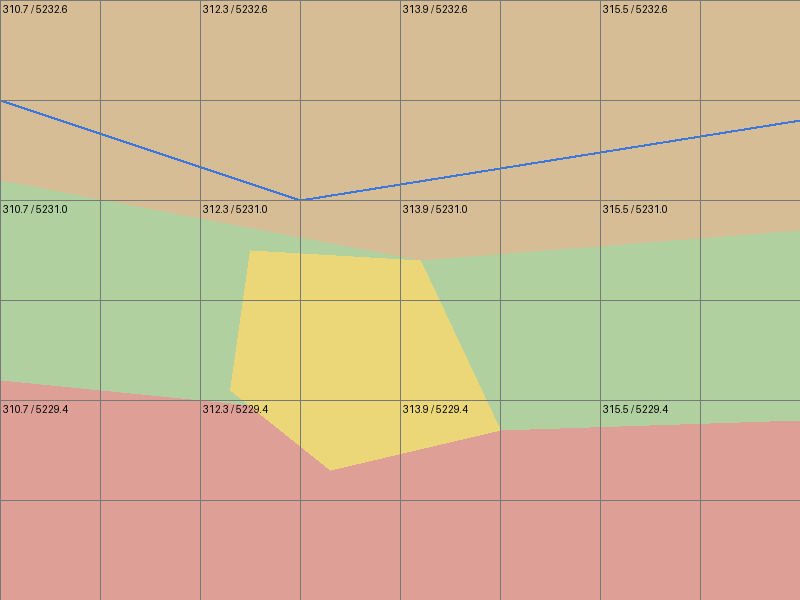 310.7 / 5232.6
312.3 / 5232.6
313.9 / 5232.6
315.5 / 5232.6
310.7 / 5231.0
312.3 / 5231.0
313.9 / 5231.0
315.5 / 5231.0
310.7 / 5229.4
312.3 / 5229.4
313.9 / 5229.4
315.5 / 5229.4